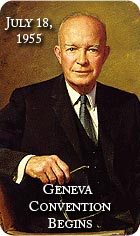 July 18,
1955
Geneva
Convention
Begins